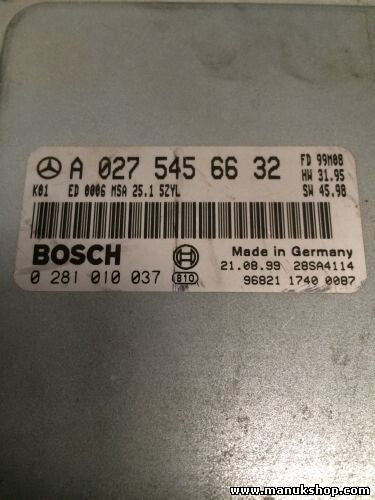 A 027 545 66 32
FD 99M08
HW 31.95
SW 45.98
K01 ED 0006 MSA 25.1 5ZYL
BOSCH
0 281 010 037
810
Made in Germany
21.08.99 28SA4114
96821 1740 0087
www.manukshop.com